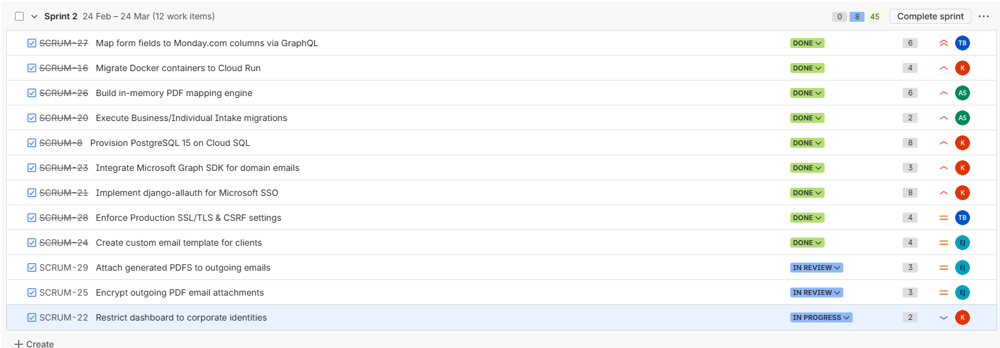 Sprint 2 24 Feb – 24 Mar (12 work items) 0 8 45 Complete sprint
SCRUM-27 Map form fields to Monday.com columns via GraphQL DONE 6 TB
SCRUM-16 Migrate Docker containers to Cloud Run DONE 4 K
SCRUM-26 Build in-memory PDF mapping engine DONE 6 AS
SCRUM-20 Execute Business/Individual Intake migrations DONE 2 AS
SCRUM-8 Provision PostgreSQL 15 on Cloud SQL DONE 8 K
SCRUM-23 Integrate Microsoft Graph SDK for domain emails DONE 3 K
SCRUM-21 Implement django-allauth for Microsoft SSO DONE 8 K
SCRUM-28 Enforce Production SSL/TLS & CSRF settings DONE 4 TB
SCRUM-24 Create custom email template for clients DONE 4 EJ
SCRUM-29 Attach generated PDFS to outgoing emails IN REVIEW 3 EJ
SCRUM-25 Encrypt outgoing PDF email attachments IN REVIEW 3 EJ
SCRUM-22 Restrict dashboard to corporate identities IN PROGRESS 2 K
Create